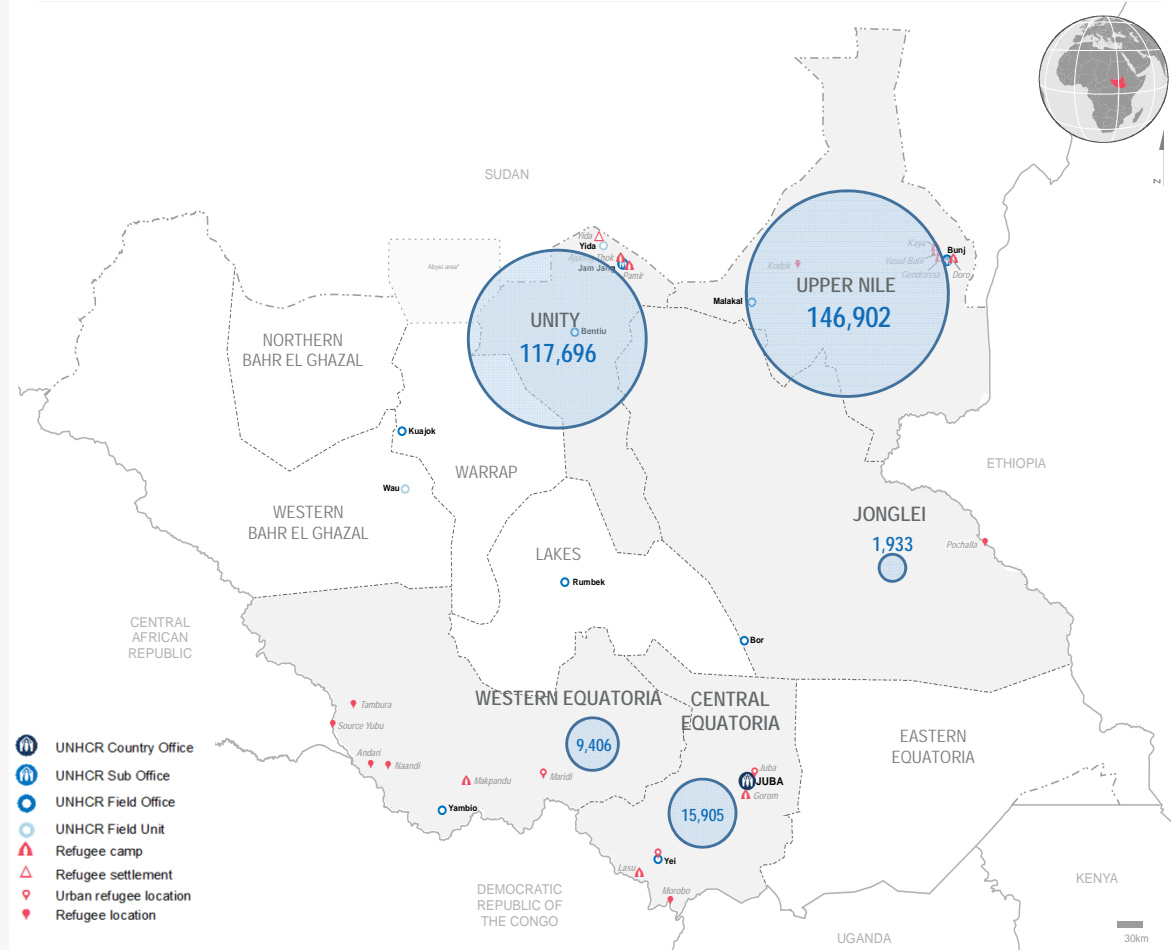 N
SUDAN
Yida
Yida
Ajuong Thok
Jam Jang
Pamir
Kaya
Bunj
Yusuf Batil
Gendrassa
Doro
Kodok
Abyei area*
UPPER NILE
146,902
Malakal
UNITY
Bentiu
117,696
NORTHERN
BAHR EL GHAZAL
Kuajok
WARRAP
ETHIOPIA
Wau
WESTERN
BAHR EL GHAZAL
JONGLEI
1,933
Pochalla
LAKES
Rumbek
CENTRAL
AFRICAN
REPUBLIC
Bor
WESTERN EQUATORIA
9,406
CENTRAL
EQUATORIA
Tambura
Source Yubu
Andari
Naandi
Makpandu
Maridi
Yambio
EASTERN
EQUATORIA
Juba
JUBA
Gorom
15,905
Yei
Lasu
Morobo
UNHCR Country Office
UNHCR Sub Office
UNHCR Field Office
UNHCR Field Unit
Refugee camp
Refugee settlement
Urban refugee location
Refugee location
DEMOCRATIC
REPUBLIC OF
THE CONGO
KENYA
UGANDA
30km